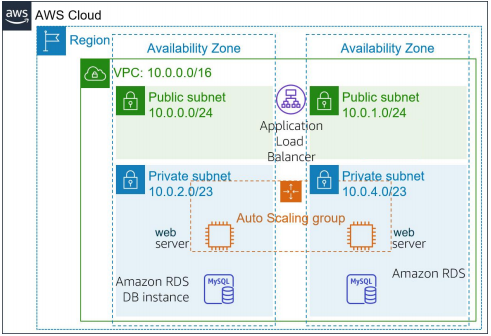 aws
AWS Cloud
Region
Availability Zone
Availability Zone
VPC: 10.0.0.0/16
Public subnet
10.0.0.0/24
Public subnet
10.0.1.0/24
Application
Load
Balancer
Private subnet
10.0.2.0/23
Private subnet
10.0.4.0/23
Auto Scaling group
web
server
web
server
Amazon RDS
DB instance
MySQL
MySQL
Amazon RDS